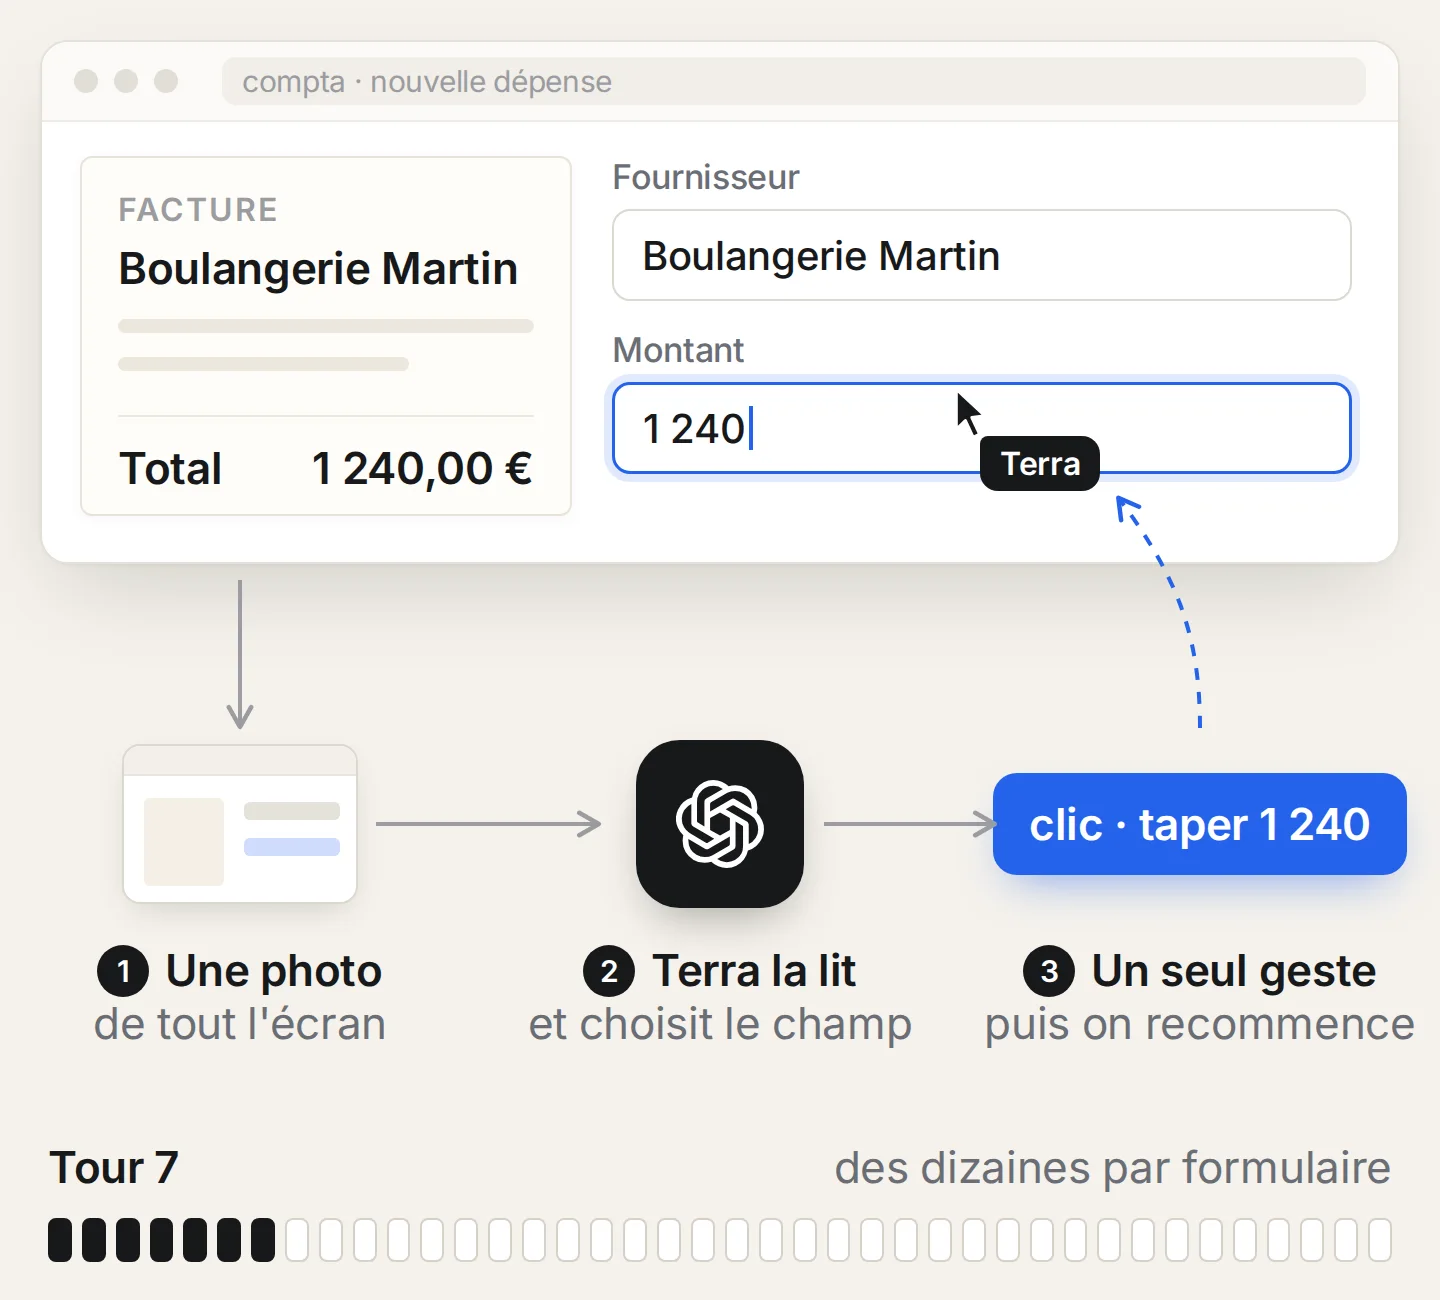 compta · nouvelle dépense
FACTURE
Boulangerie Martin
Total 1 240,00 €
Fournisseur
Boulangerie Martin
Montant
1 240
Terra
clic · taper 1 240
1 Une photo
de tout l'écran
2 Terra la lit
et choisit le champ
3 Un seul geste
puis on recommence
Tour 7
des dizaines par formulaire